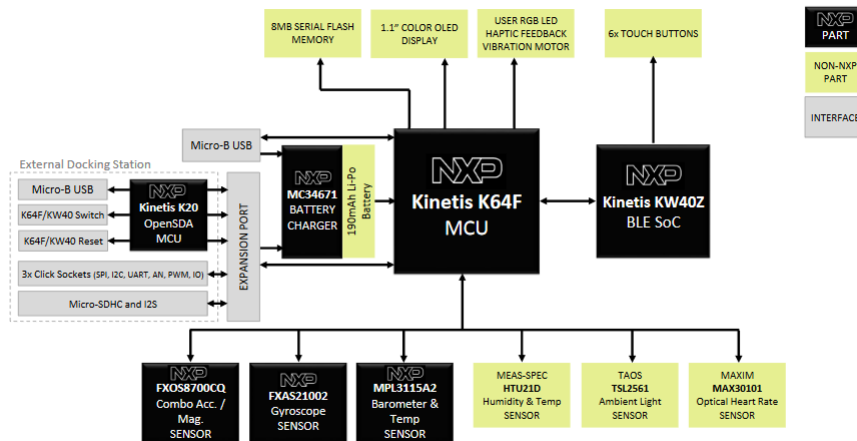 8MB SERIAL FLASH
MEMORY
1.1" COLOR OLED
DISPLAY
USER RGB LED
HAPTIC FEEDBACK
VIBRATION MOTOR
6x TOUCH BUTTONS
NXP
PART
NON-NXP
PART
INTERFACE
Micro-B USB
External Docking Station
Micro-B USB
K64F/KW40 Switch
K64F/KW40 Reset
3x Click Sockets (SPI, I2C, UART, AN, PWM, IO)
Micro-SDHC and I2S
NXP
Kinetis K20
OpenSDA
MCU
EXPANSION PORT
NXP
MC34671
BATTERY
CHARGER
190mAh Li-Po
Battery
NXP
Kinetis K64F
MCU
NXP
Kinetis KW40Z
BLE SoC
NXP
FXOS8700CQ
Combo Acc. /
Mag.
SENSOR
NXP
FXAS21002
Gyroscope
SENSOR
NXP
MPL3115A2
Barometer &
Temp
SENSOR
MEAS-SPEC
HTU21D
Humidity & Temp
SENSOR
TAOS
TSL2561
Ambient Light
SENSOR
MAXIM
MAX30101
Optical Heart Rate
SENSOR